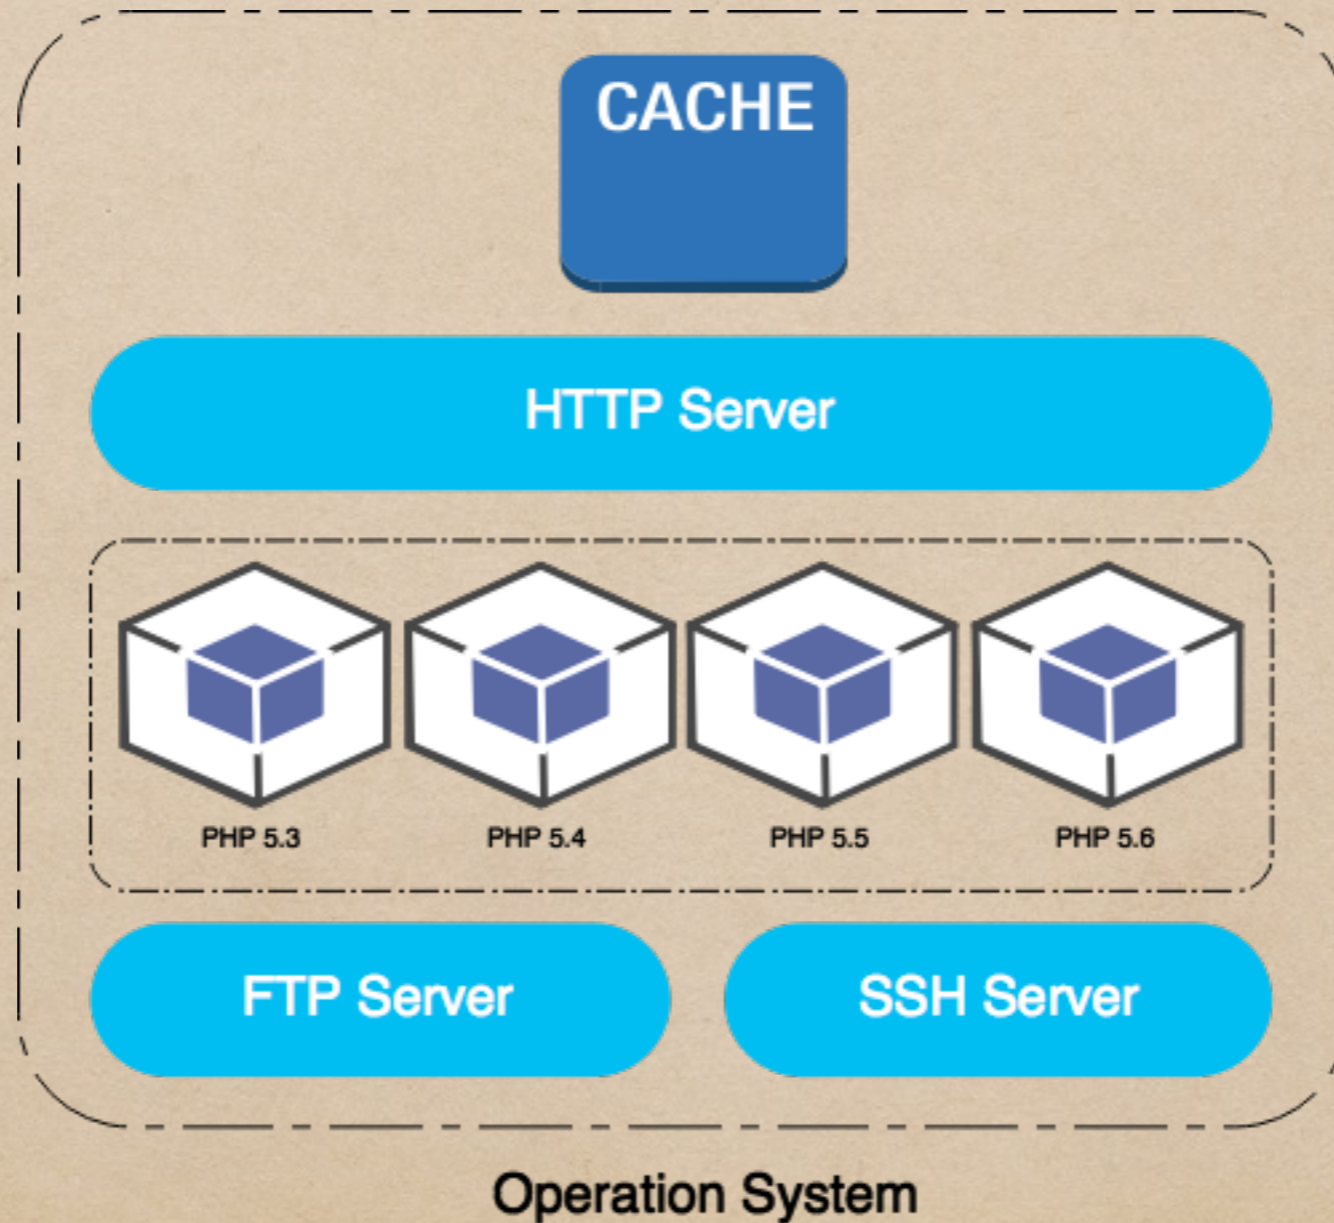 CACHE
HTTP Server
PHP 5.3
PHP 5.4
PHP 5.5
PHP 5.6
FTP Server
SSH Server
Operation System